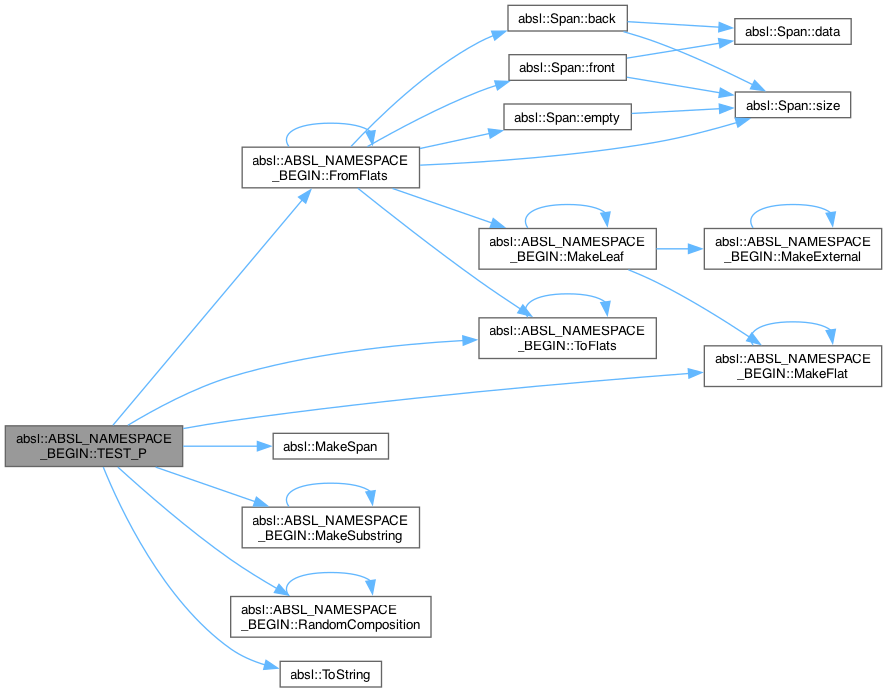 absl::Span::back
absl::Span::data
absl::Span::front
absl::Span::size
absl::Span::empty
absl::ABSL_NAMESPACE
_BEGIN::FromFlats
absl::ABSL_NAMESPACE
_BEGIN::MakeLeaf
absl::ABSL_NAMESPACE
_BEGIN::MakeExternal
absl::ABSL_NAMESPACE
_BEGIN::ToFlats
absl::ABSL_NAMESPACE
_BEGIN::MakeFlat
absl::ABSL_NAMESPACE
_BEGIN::TEST_P
absl::MakeSpan
absl::ABSL_NAMESPACE
_BEGIN::MakeSubstring
absl::ABSL_NAMESPACE
_BEGIN::RandomComposition
absl::ToString